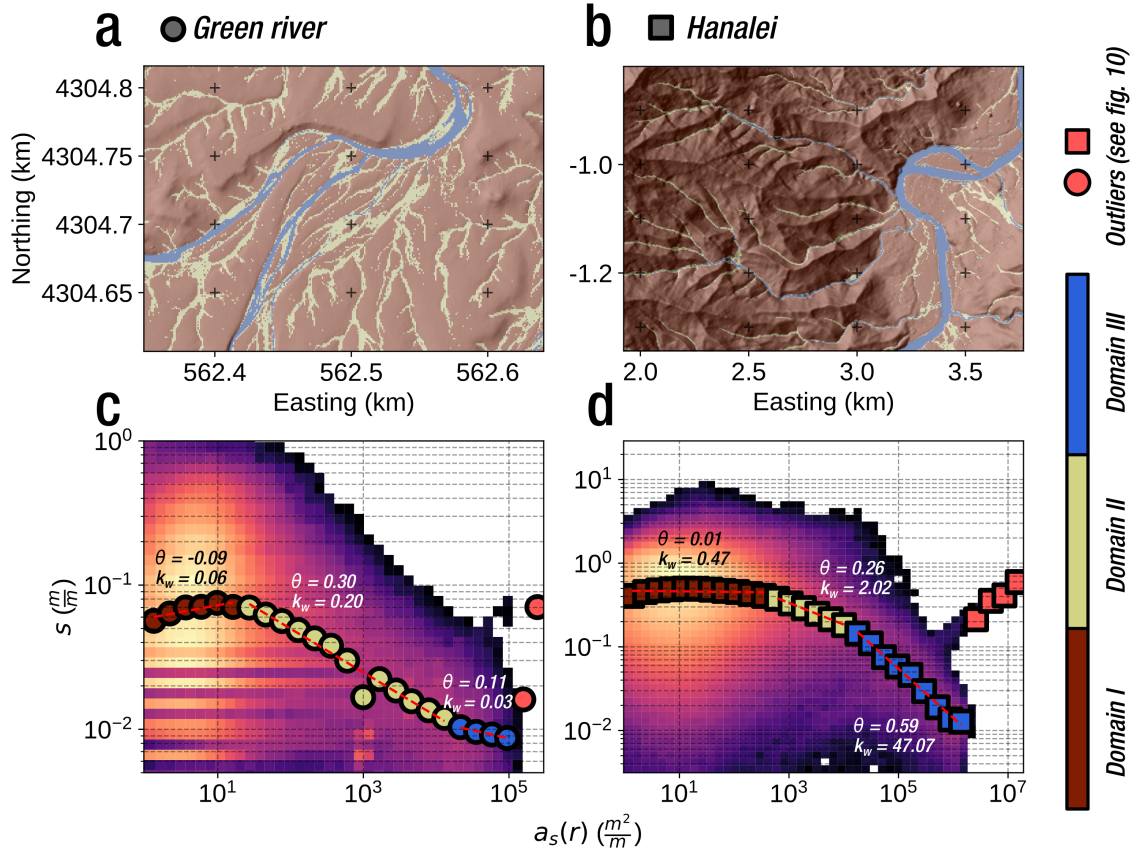 a
Green river
b
Hanalei
4304.8
4304.75
4304.7
4304.65
Northing (km)
562.4
562.5
562.6
Easting (km)
-1.0
-1.2
2.0
2.5
3.0
3.5
Easting (km)
Outliers (see fig. 10)
Domain III
Domain II
Domain I
c
10^0
10^-1
10^-2
s (m/m)
θ = -0.09
k_w = 0.06
θ = 0.30
k_w = 0.20
θ = 0.11
k_w = 0.03
10^1
10^3
10^5
d
10^1
10^0
10^-1
10^-2
θ = 0.01
k_w = 0.47
θ = 0.26
k_w = 2.02
θ = 0.59
k_w = 47.07
10^1
10^3
10^5
10^7
a_s(r) (m^2/m)